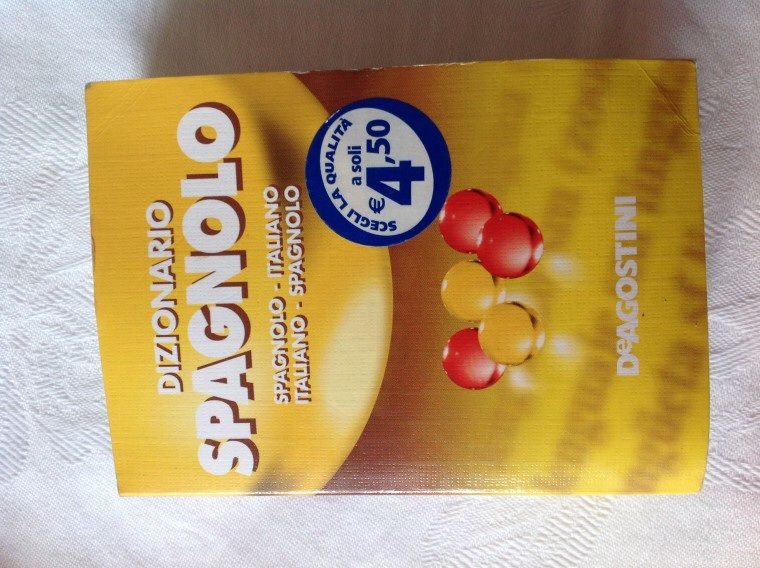 DIZIONARIO
SPAGNOLO
SPAGNOLO - ITALIANO
ITALIANO - SPAGNOLO
SCEGLI LA QUALITÀ
a soli
€ 4,50
DeAGOSTINI